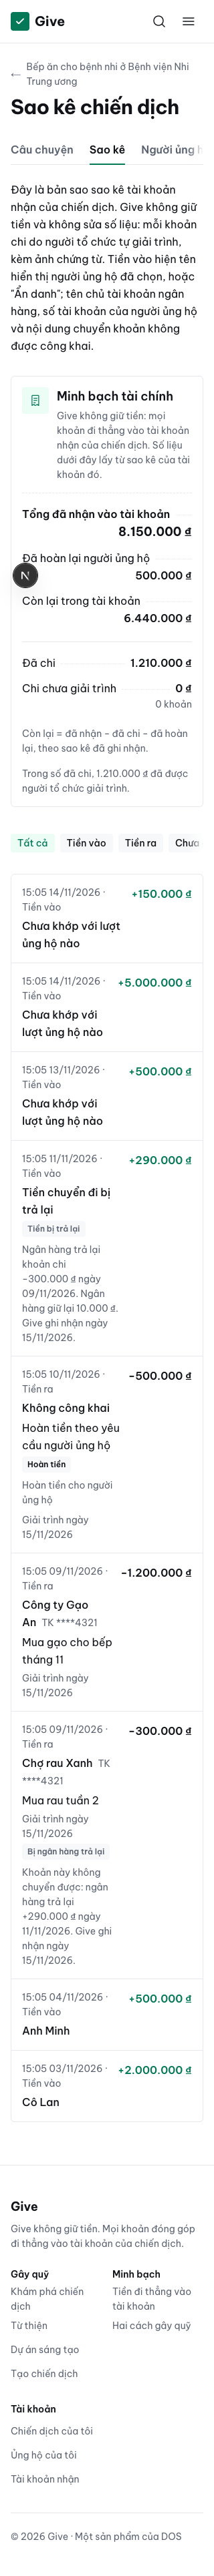 Give
Bếp ăn cho bệnh nhi ở Bệnh viện Nhi
Trung ương
Sao kê chiến dịch
Câu chuyện Sao kê Người ủng h
Đây là bản sao sao kê tài khoản
nhận của chiến dịch. Give không giữ
tiền và không sửa số liệu: mỗi khoản
chi do người tổ chức tự giải trình,
kèm ảnh chứng từ. Tiền vào hiện tên
hiển thị người ủng hộ đã chọn, hoặc
"Ẩn danh"; tên chủ tài khoản ngân
hàng, số tài khoản của người ủng hộ
và nội dung chuyển khoản không
được công khai.
Minh bạch tài chính
Give không giữ tiền: mọi
khoản đi thẳng vào tài khoản
nhận của chiến dịch. Số liệu
dưới đây lấy từ sao kê của tài
khoản đó.
Tổng đã nhận vào tài khoản
8.150.000 ₫
Đã hoàn lại người ủng hộ
500.000 ₫
N
Còn lại trong tài khoản
6.440.000 ₫
Đã chi 1.210.000 ₫
Chi chưa giải trình 0 ₫
0 khoản
Còn lại = đã nhận - đã chi - đã hoàn
lại, theo sao kê đã ghi nhận.
Trong số đã chi, 1.210.000 ₫ đã được
người tổ chức giải trình.
Tất cả Tiền vào Tiền ra Chưa
15:05 14/11/2026 · +150.000 ₫
Tiền vào
Chưa khớp với lượt
ủng hộ nào
15:05 14/11/2026 · +5.000.000 ₫
Tiền vào
Chưa khớp với
lượt ủng hộ nào
15:05 13/11/2026 · +500.000 ₫
Tiền vào
Chưa khớp với
lượt ủng hộ nào
15:05 11/11/2026 · +290.000 ₫
Tiền vào
Tiền chuyển đi bị
trả lại
Tiền bị trả lại
Ngân hàng trả lại
khoản chi
-300.000 ₫ ngày
09/11/2026. Ngân
hàng giữ lại 10.000 ₫.
Give ghi nhận ngày
15/11/2026.
15:05 10/11/2026 · -500.000 ₫
Tiền ra
Không công khai
Hoàn tiền theo yêu
cầu người ủng hộ
Hoàn tiền
Hoàn tiền cho người
ủng hộ
Giải trình ngày
15/11/2026
15:05 09/11/2026 · -1.200.000 ₫
Tiền ra
Công ty Gạo
An TK ****4321
Mua gạo cho bếp
tháng 11
Giải trình ngày
15/11/2026
15:05 09/11/2026 · -300.000 ₫
Tiền ra
Chợ rau Xanh TK
****4321
Mua rau tuần 2
Giải trình ngày
15/11/2026
Bị ngân hàng trả lại
Khoản này không
chuyển được: ngân
hàng trả lại
+290.000 ₫ ngày
11/11/2026. Give ghi
nhận ngày
15/11/2026.
15:05 04/11/2026 · +500.000 ₫
Tiền vào
Anh Minh
15:05 03/11/2026 · +2.000.000 ₫
Tiền vào
Cô Lan
Give
Give không giữ tiền. Mọi khoản đóng góp
đi thẳng vào tài khoản của chiến dịch.
Gây quỹ
Khám phá chiến
dịch
Từ thiện
Dự án sáng tạo
Tạo chiến dịch
Minh bạch
Tiền đi thẳng vào
tài khoản
Hai cách gây quỹ
Tài khoản
Chiến dịch của tôi
Ủng hộ của tôi
Tài khoản nhận
© 2026 Give · Một sản phẩm của DOS